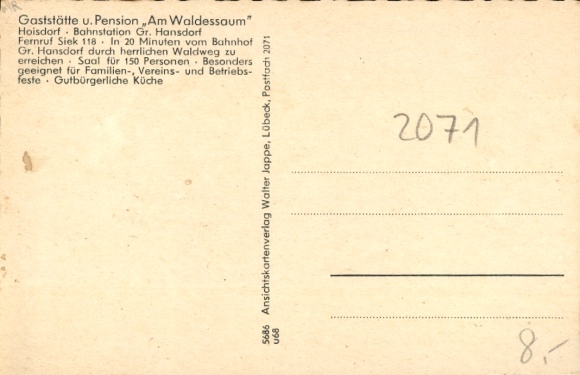 Gaststätte u. Pension „Am Waldessaum"
Hoisdorf · Bahnstation Gr. Hansdorf
Fernruf Siek 118 · In 20 Minuten vom Bahnhof
Gr. Hansdorf durch herrlichen Waldweg zu
erreichen · Saal für 150 Personen · Besonders
geeignet für Familien-, Vereins- und Betriebs-
feste · Gutbürgerliche Küche
5686 Ansichtskartenverlag Walter Jappe, Lübeck, Postfach 2071
u68
2071
8,-